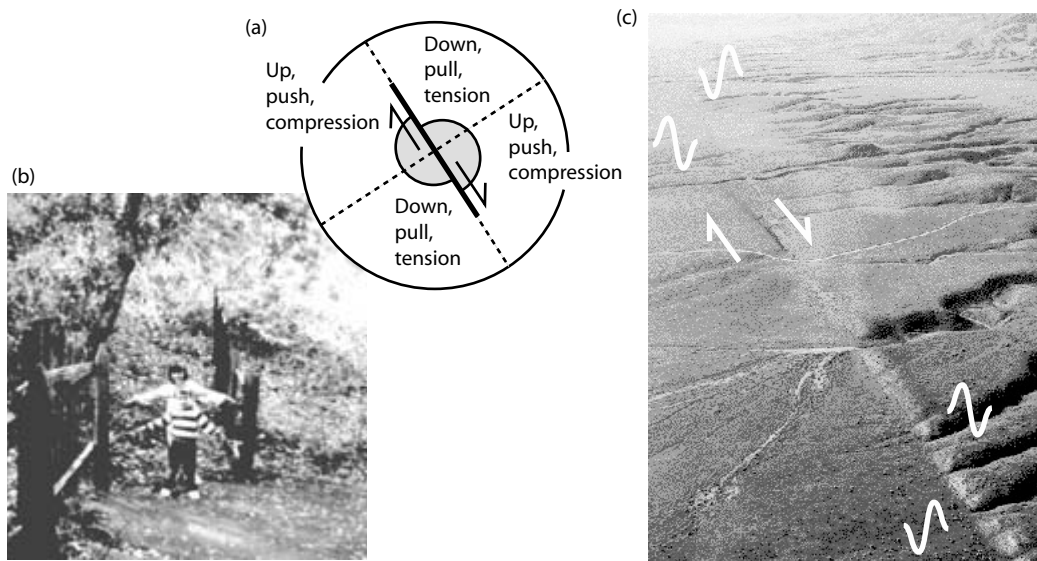 (a)
Down,
pull,
tension
Up,
push,
compression
Up,
push,
compression
Down,
pull,
tension
(b)
(c)